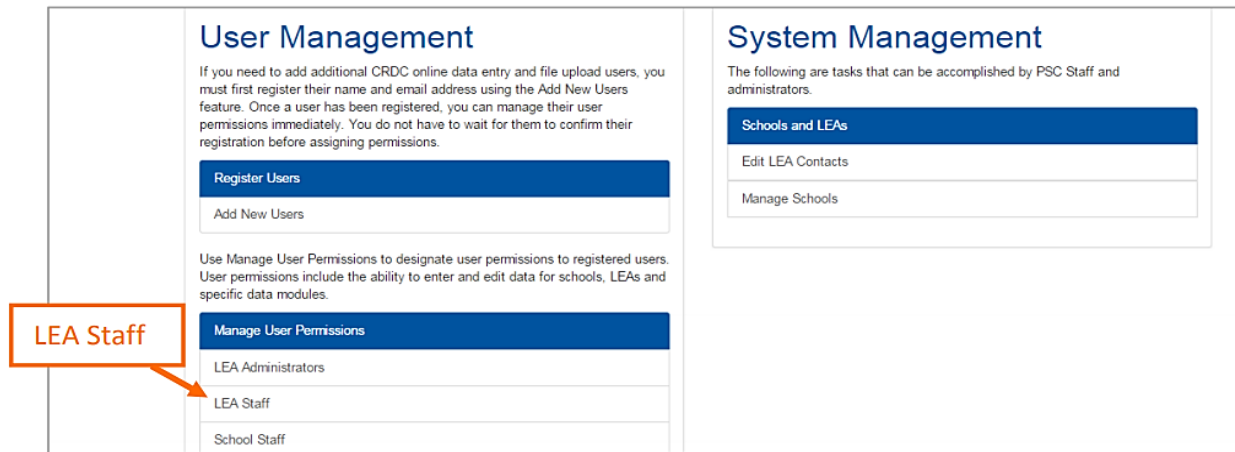 User Management
If you need to add additional CRDC online data entry and file upload users, you
must first register their name and email address using the Add New Users
feature. Once a user has been registered, you can manage their user
permissions immediately. You do not have to wait for them to confirm their
registration before assigning permissions.
Register Users
Add New Users
Use Manage User Permissions to designate user permissions to registered users.
User permissions include the ability to enter and edit data for schools, LEAs and
specific data modules.
Manage User Permissions
LEA Administrators
LEA Staff
School Staff
LEA Staff
System Management
The following are tasks that can be accomplished by PSC Staff and
administrators.
Schools and LEAs
Edit LEA Contacts
Manage Schools